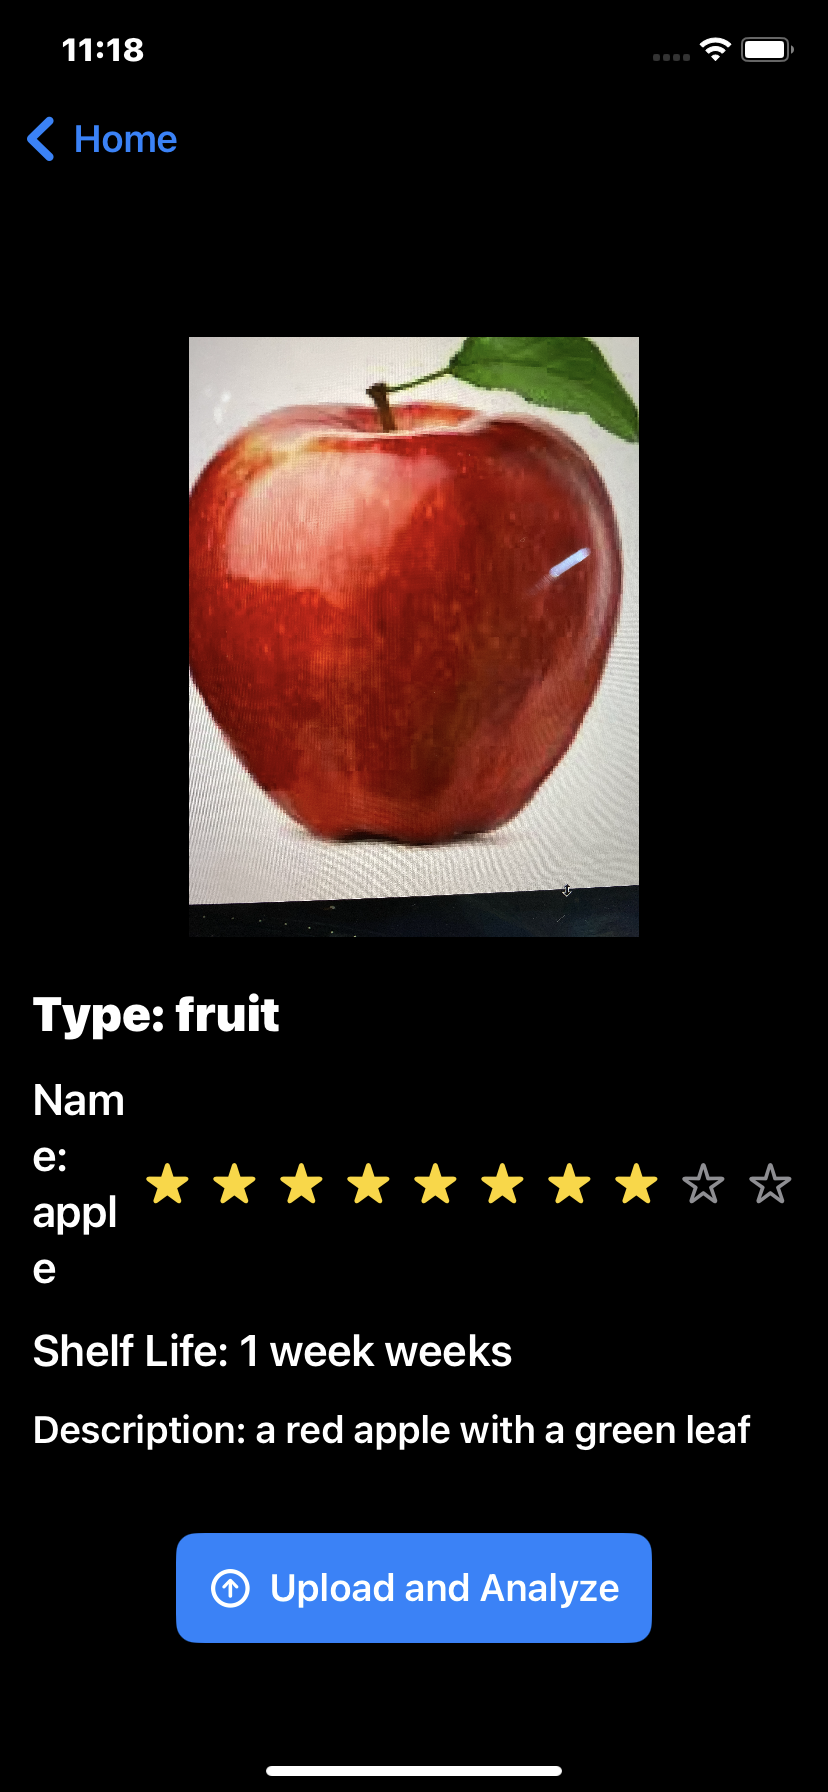 11:18
Home
Type: fruit
Nam
e:
appl
e
Shelf Life: 1 week weeks
Description: a red apple with a green leaf
Upload and Analyze